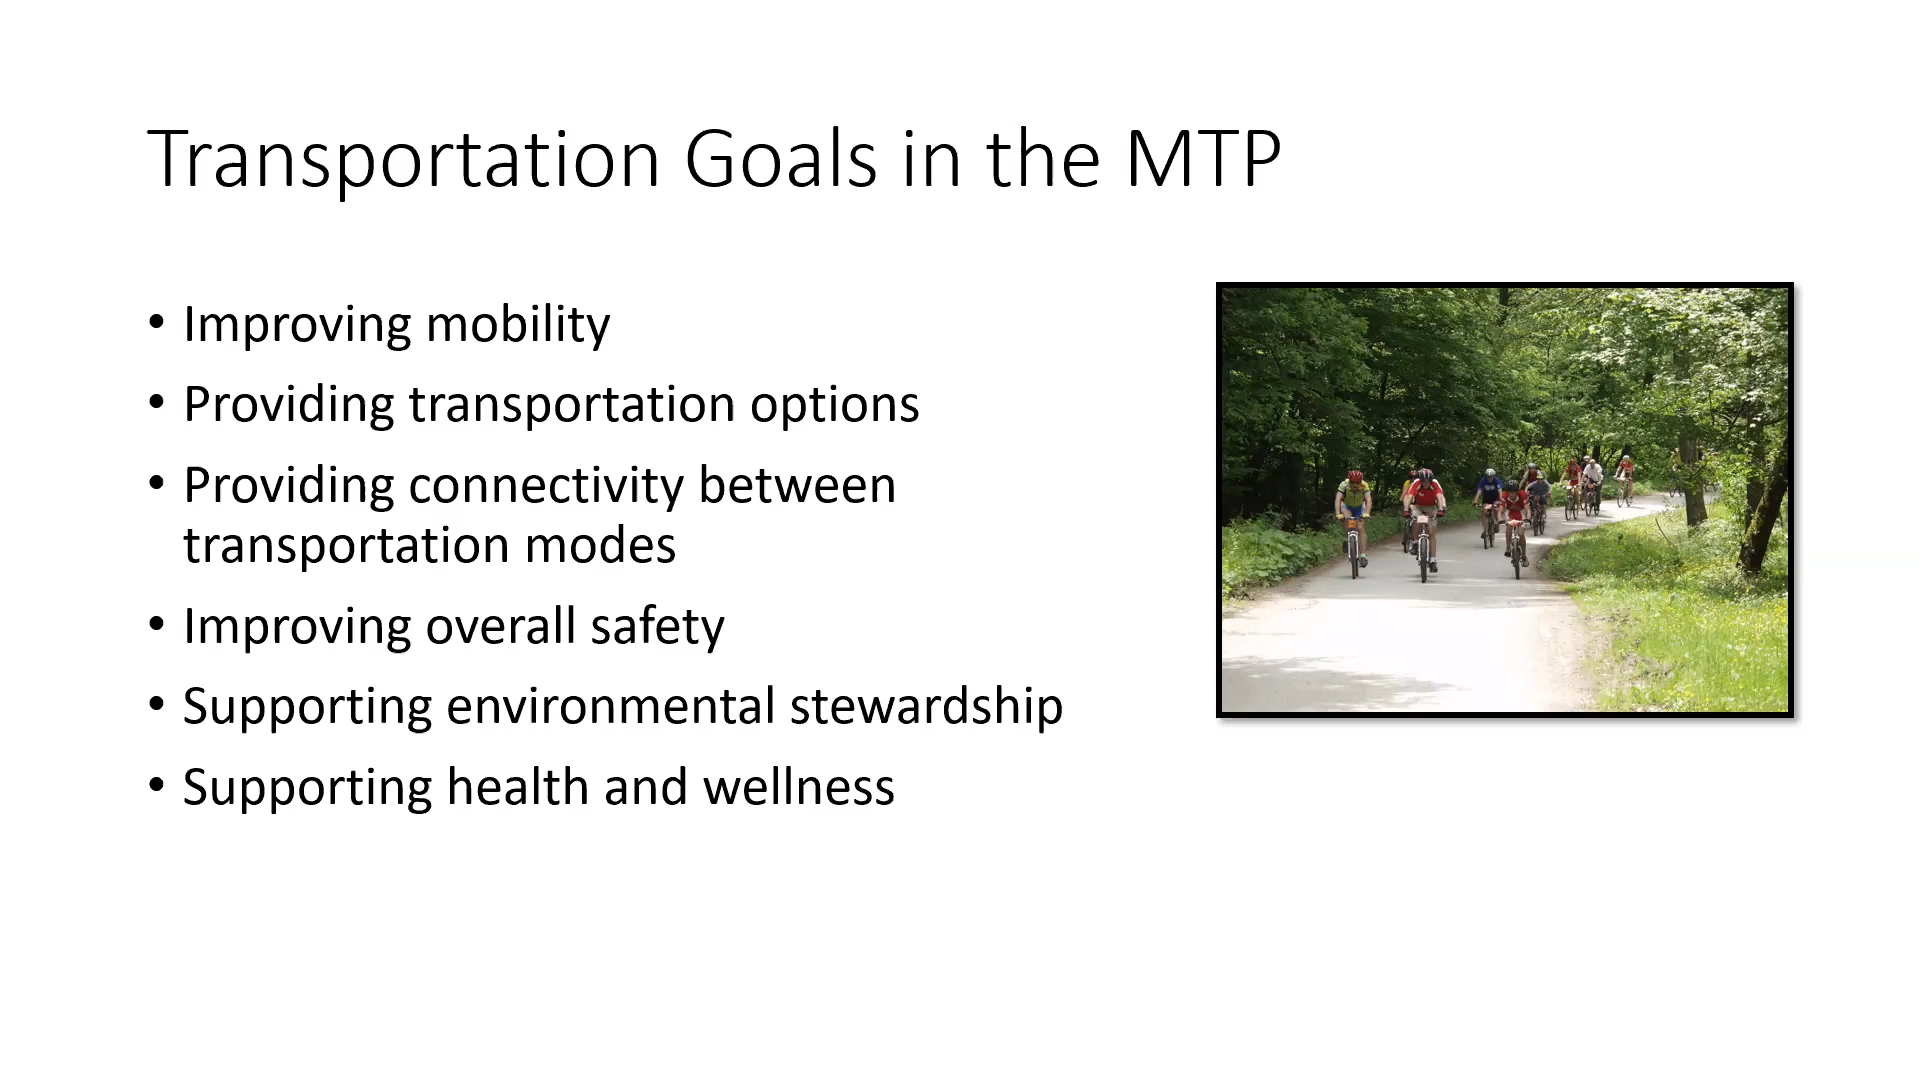 Transportation Goals in the MTP
• Improving mobility
• Providing transportation options
• Providing connectivity between
transportation modes
• Improving overall safety
• Supporting environmental stewardship
• Supporting health and wellness